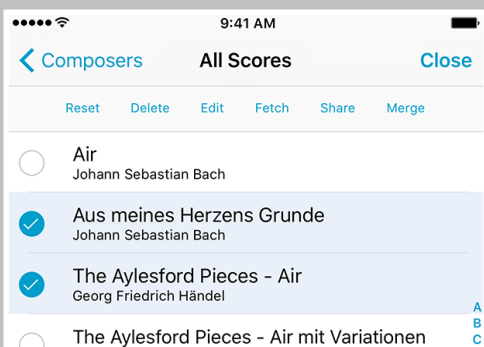 9:41 AM
Composers All Scores Close
Reset Delete Edit Fetch Share Merge
Air
Johann Sebastian Bach
Aus meines Herzens Grunde
Johann Sebastian Bach
The Aylesford Pieces - Air
Georg Friedrich Händel
A
B
The Aylesford Pieces - Air mit Variationen
C